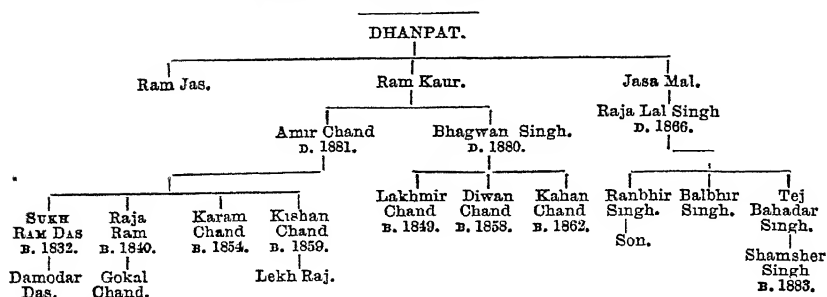 DHANPAT.
Ram Jas. Ram Kaur. Jasa Mal.
Raja Lal Singh
D. 1866.
Amir Chand
D. 1881.
Bhagwan Singh.
D. 1880.
SUKH
RAM DAS
B. 1832.
Raja
Ram
B. 1840.
Karam
Chand
B. 1854.
Kishan
Chand
B. 1859.
Lakhmir
Chand
B. 1849.
Diwan
Chand
B. 1858.
Kahan
Chand
B. 1862.
Ranbhir
Singh.
Balbhir
Singh.
Tej
Bahadar
Singh.
Son.
Damodar
Das.
Gokal
Chand.
Lekh Raj.
Shamsher
Singh
B. 1883.